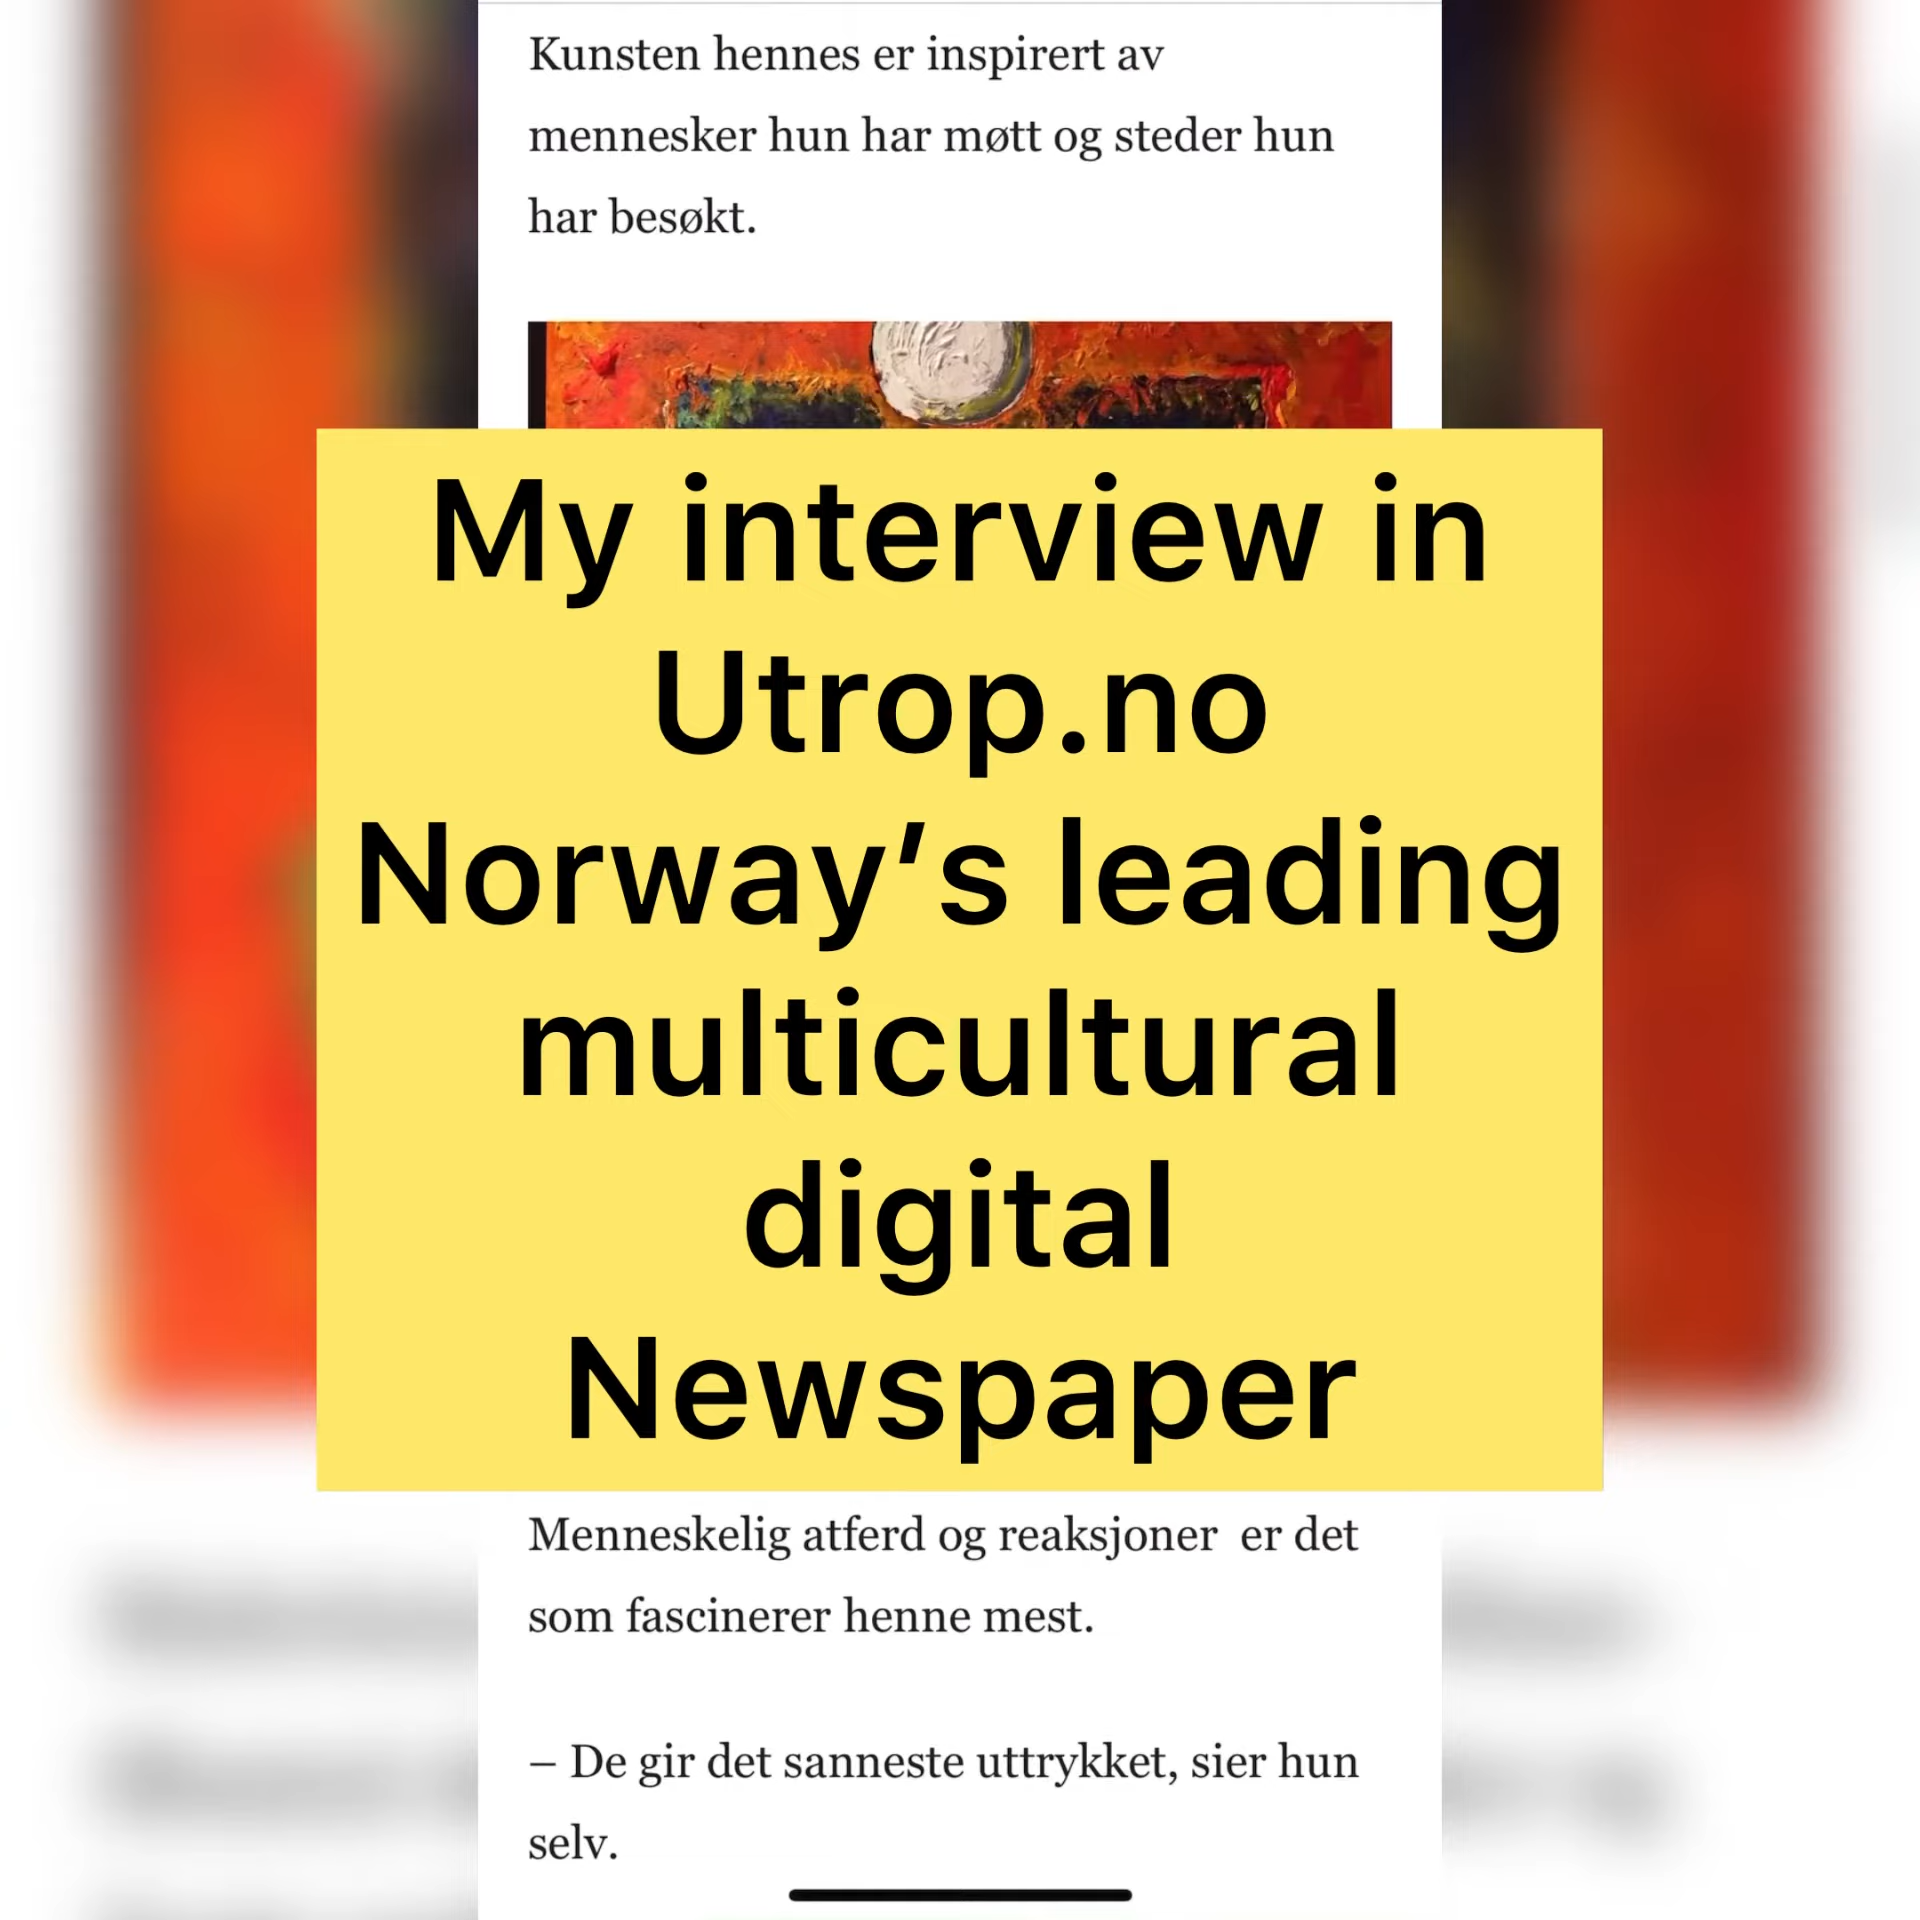 Kunsten hennes er inspirert av
mennesker hun har møtt og steder hun
har besøkt.
My interview in
Utrop.no
Norway’s leading
multicultural
digital
Newspaper
Menneskelig atferd og reaksjoner  er det
som fascinerer henne mest.
– De gir det sanneste uttrykket, sier hun
selv.